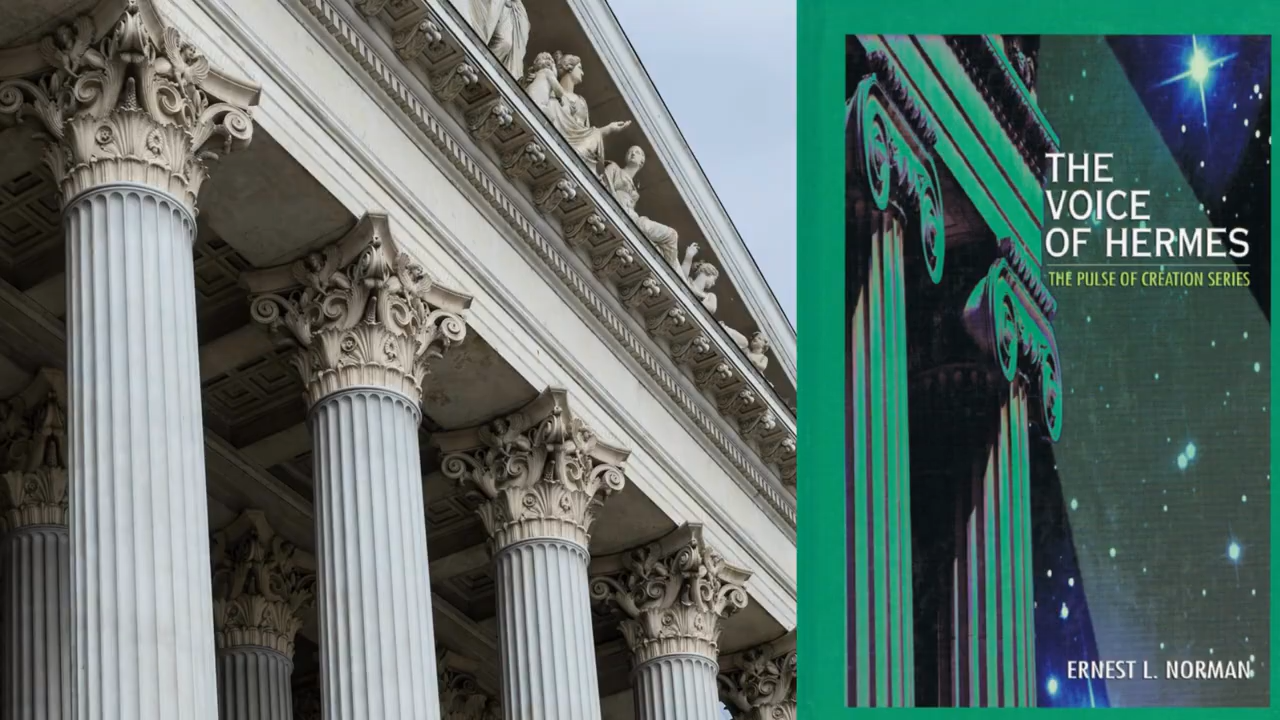 THE
VOICE
OF HERMES
THE PULSE OF CREATION SERIES
ERNEST L. NORMAN